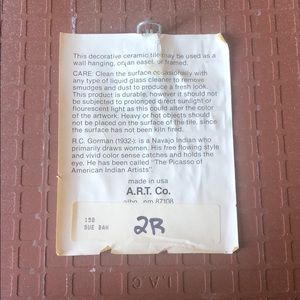 This decorative ceramic tile may be used as a
wall hanging, on an easel, or framed.
CARE: Clean the surface occasionally with
any type of liquid glass cleaner to remove
smudges and dust to produce a fresh look.
This product is durable, however it should not
be subjected to prolonged direct sunlight or
flourescent light as this could alter the color
of the artwork. Heavy or hot objects should
not be placed on the surface of the tile, since
the surface has not been kiln fired.
R.C. Gorman (1932-) is a Navajo Indian who
primarily draws women. His free flowing style
and vivid color sense catches and holds the
eye. He has been called "The Picasso of
American Indian Artists".
made in usa
A.R.T. Co.
albq., nm 87108
150
2R